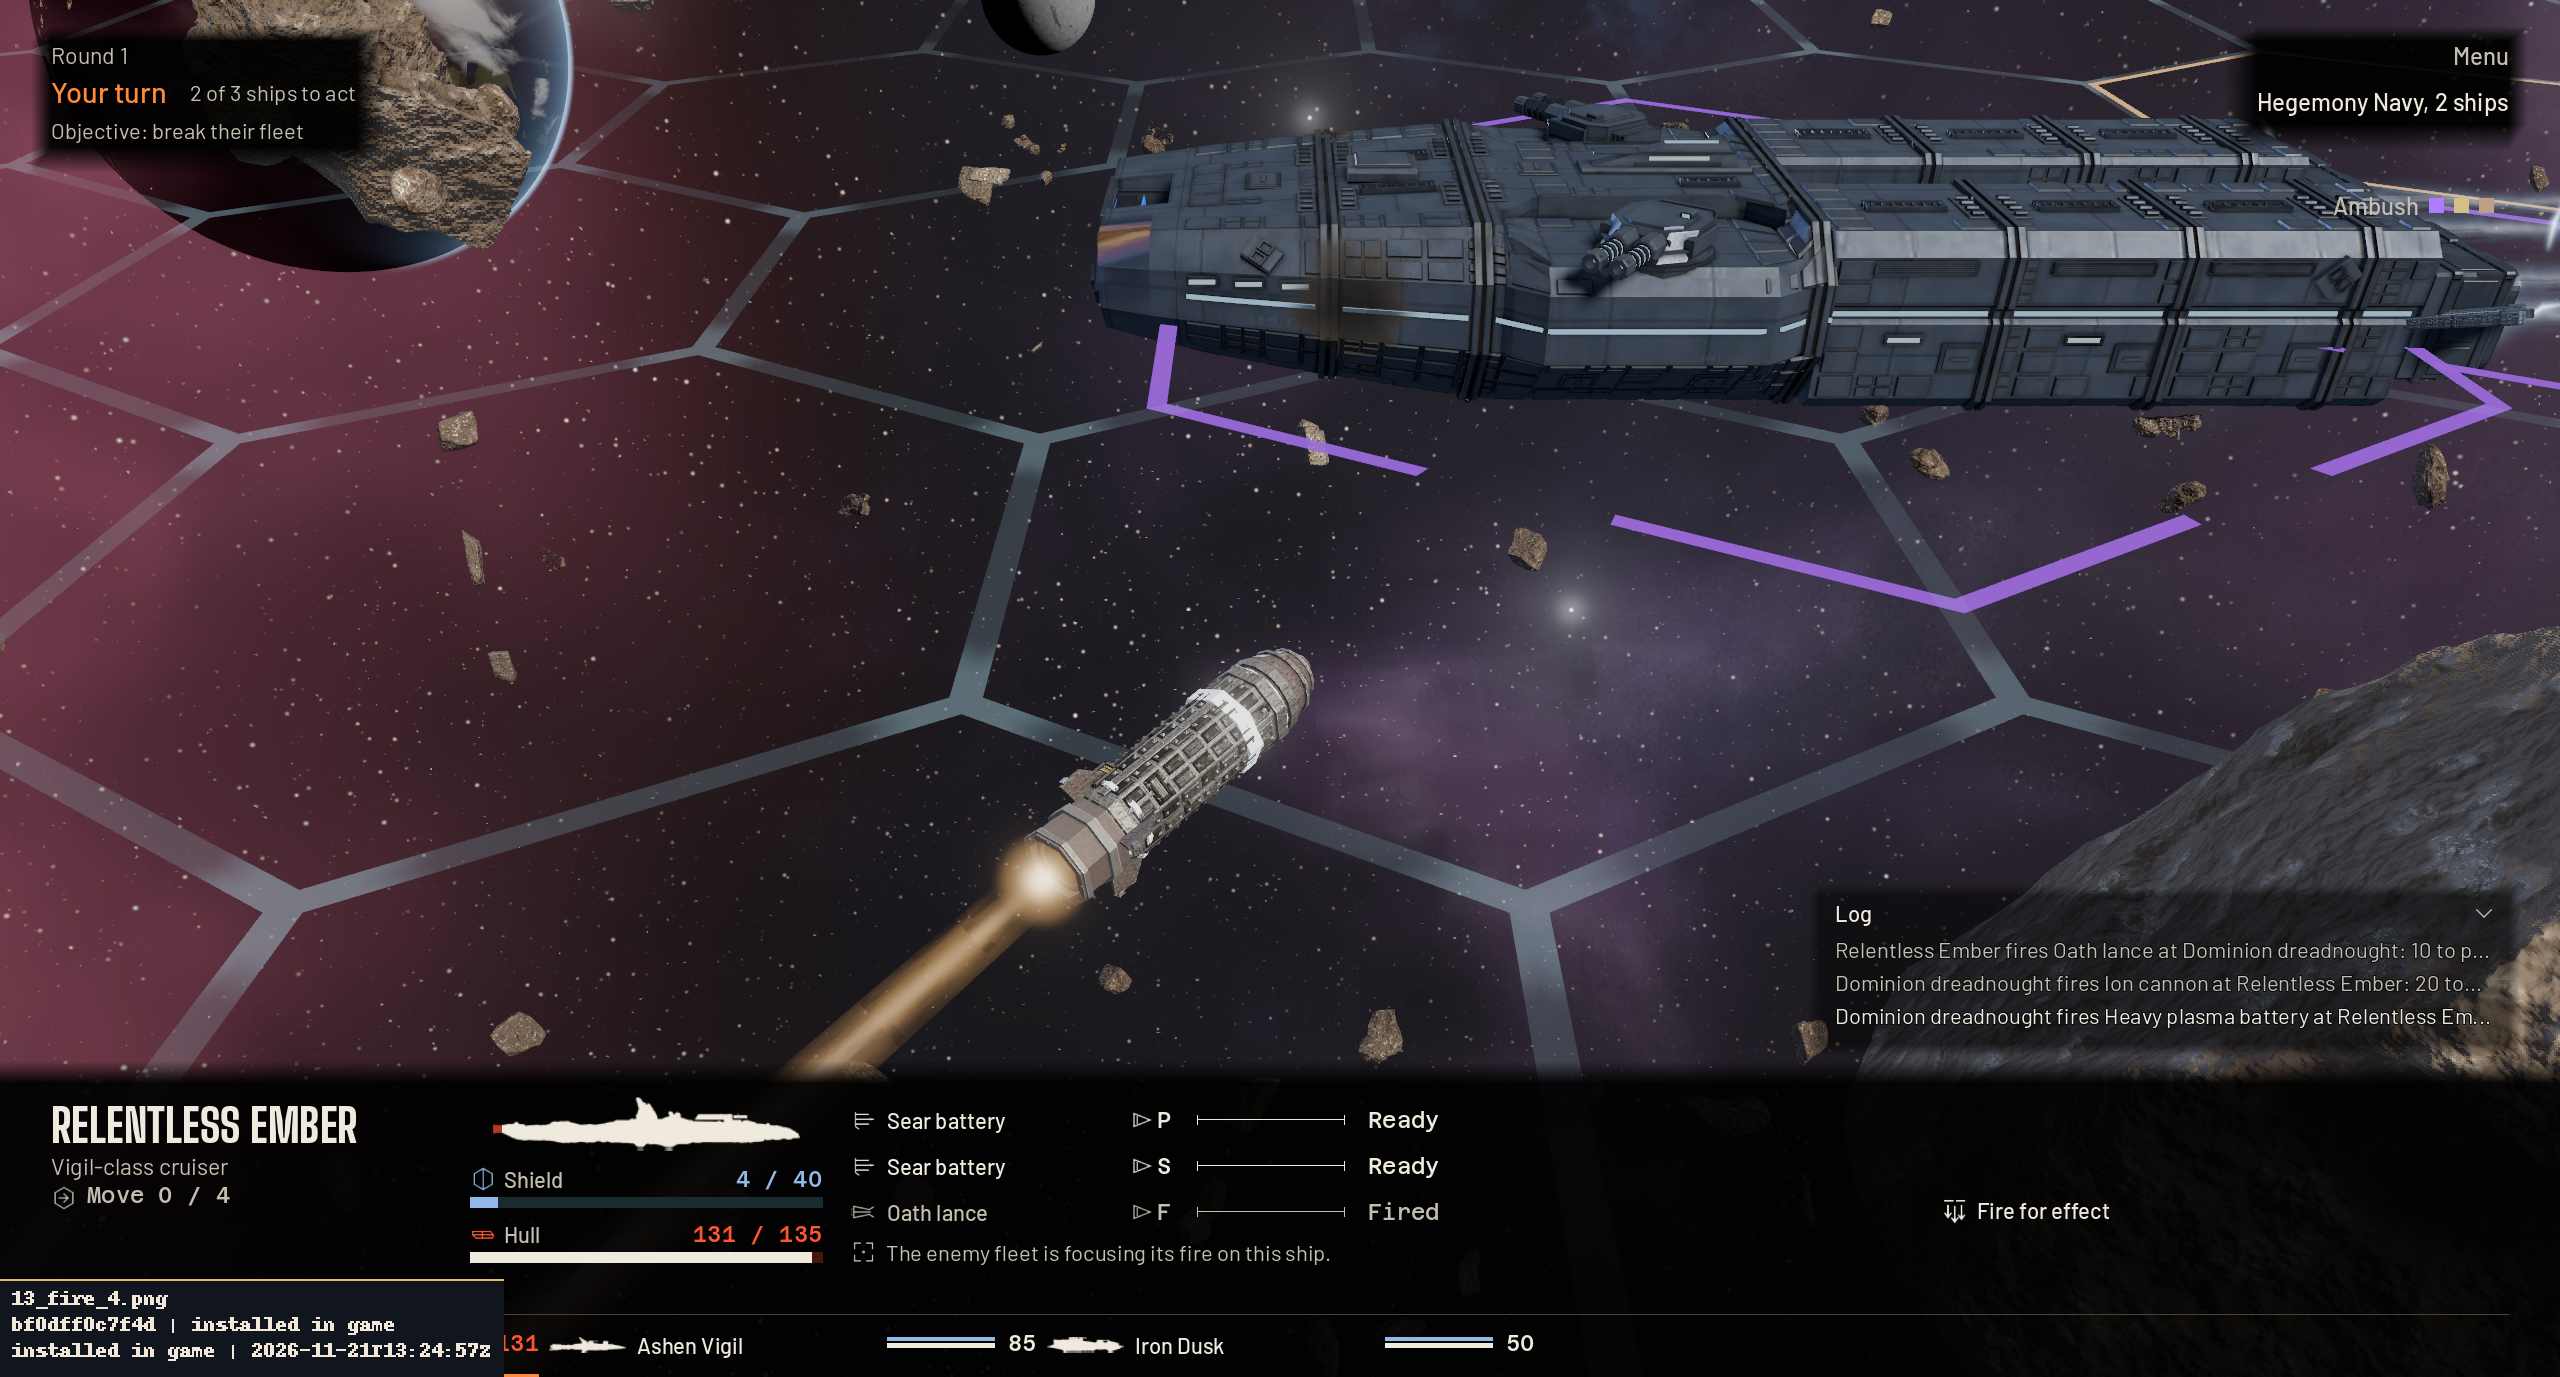 Round 1
Your turn 2 of 3 ships to act
Objective: break their fleet
Menu
Hegemony Navy, 2 ships
Ambush
Log
Relentless Ember fires Oath lance at Dominion dreadnought: 10 to p...
Dominion dreadnought fires Ion cannon at Relentless Ember: 20 to...
Dominion dreadnought fires Heavy plasma battery at Relentless Em...
RELENTLESS EMBER
Vigil-class cruiser
Move 0 / 4
Shield 4 / 40
Hull 131 / 135
Sear battery P Ready
Sear battery S Ready
Oath lance F Fired
The enemy fleet is focusing its fire on this ship.
Fire for effect
13_fire_4.png
bf0dff0c7f4d | installed in game
installed in game | 2026-11-21T13:24:57Z
131 Ashen Vigil 85 Iron Dusk 50